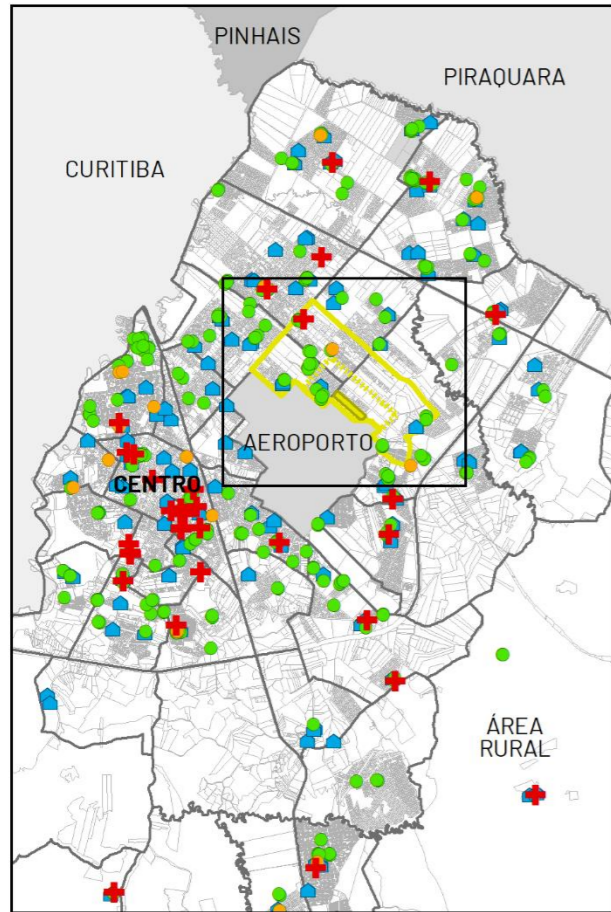 PINHAIS
PIRAQUARA
CURITIBA
AEROPORTO
CENTRO
ÁREA
RURAL